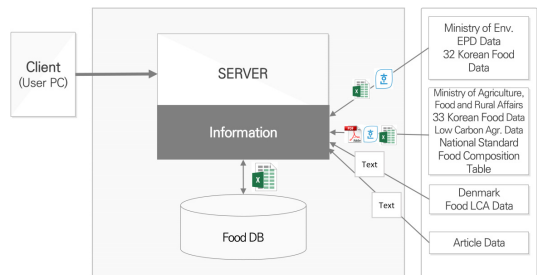 Client
(User PC)
SERVER
Information
Food DB
Ministry of Env.
EPD Data
32 Korean Food
Data
Ministry of Agriculture,
Food and Rural Affairs
33 Korean Food Data
Low Carbon Agr. Data
National Standard
Food Composition
Table
Denmark
Food LCA Data
Article Data
PDF
Text
Text